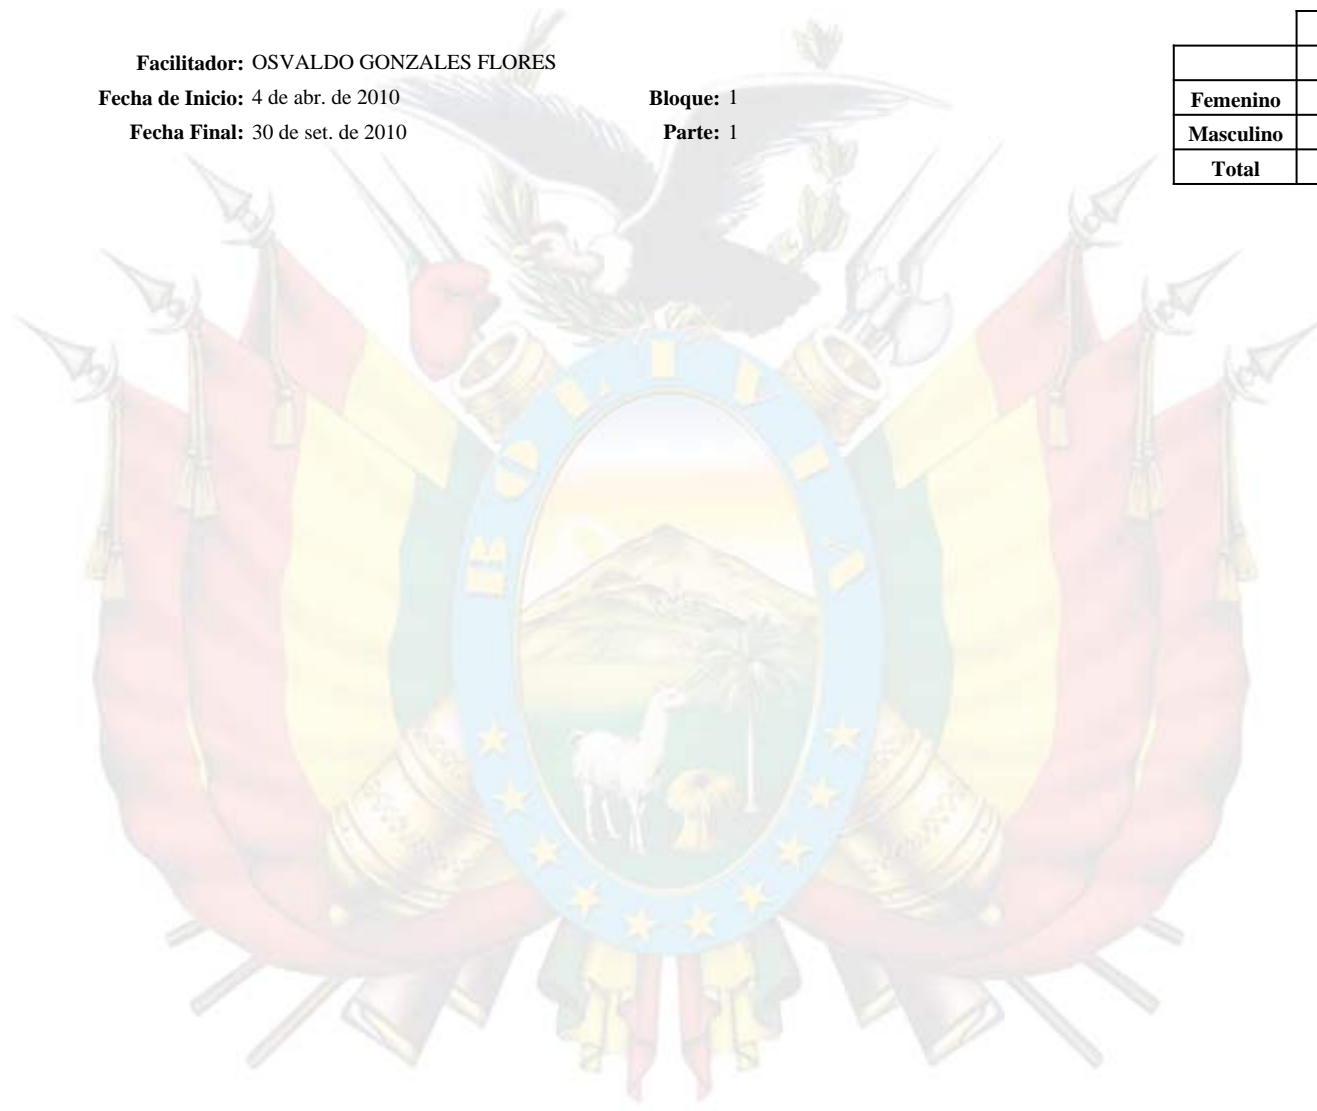 Facilitador: OSVALDO GONZALES FLORES
Fecha de Inicio: 4 de abr. de 2010 Bloque: 1
Fecha Final: 30 de set. de 2010 Parte: 1
Femenino
Masculino
Total
BOLIVIA